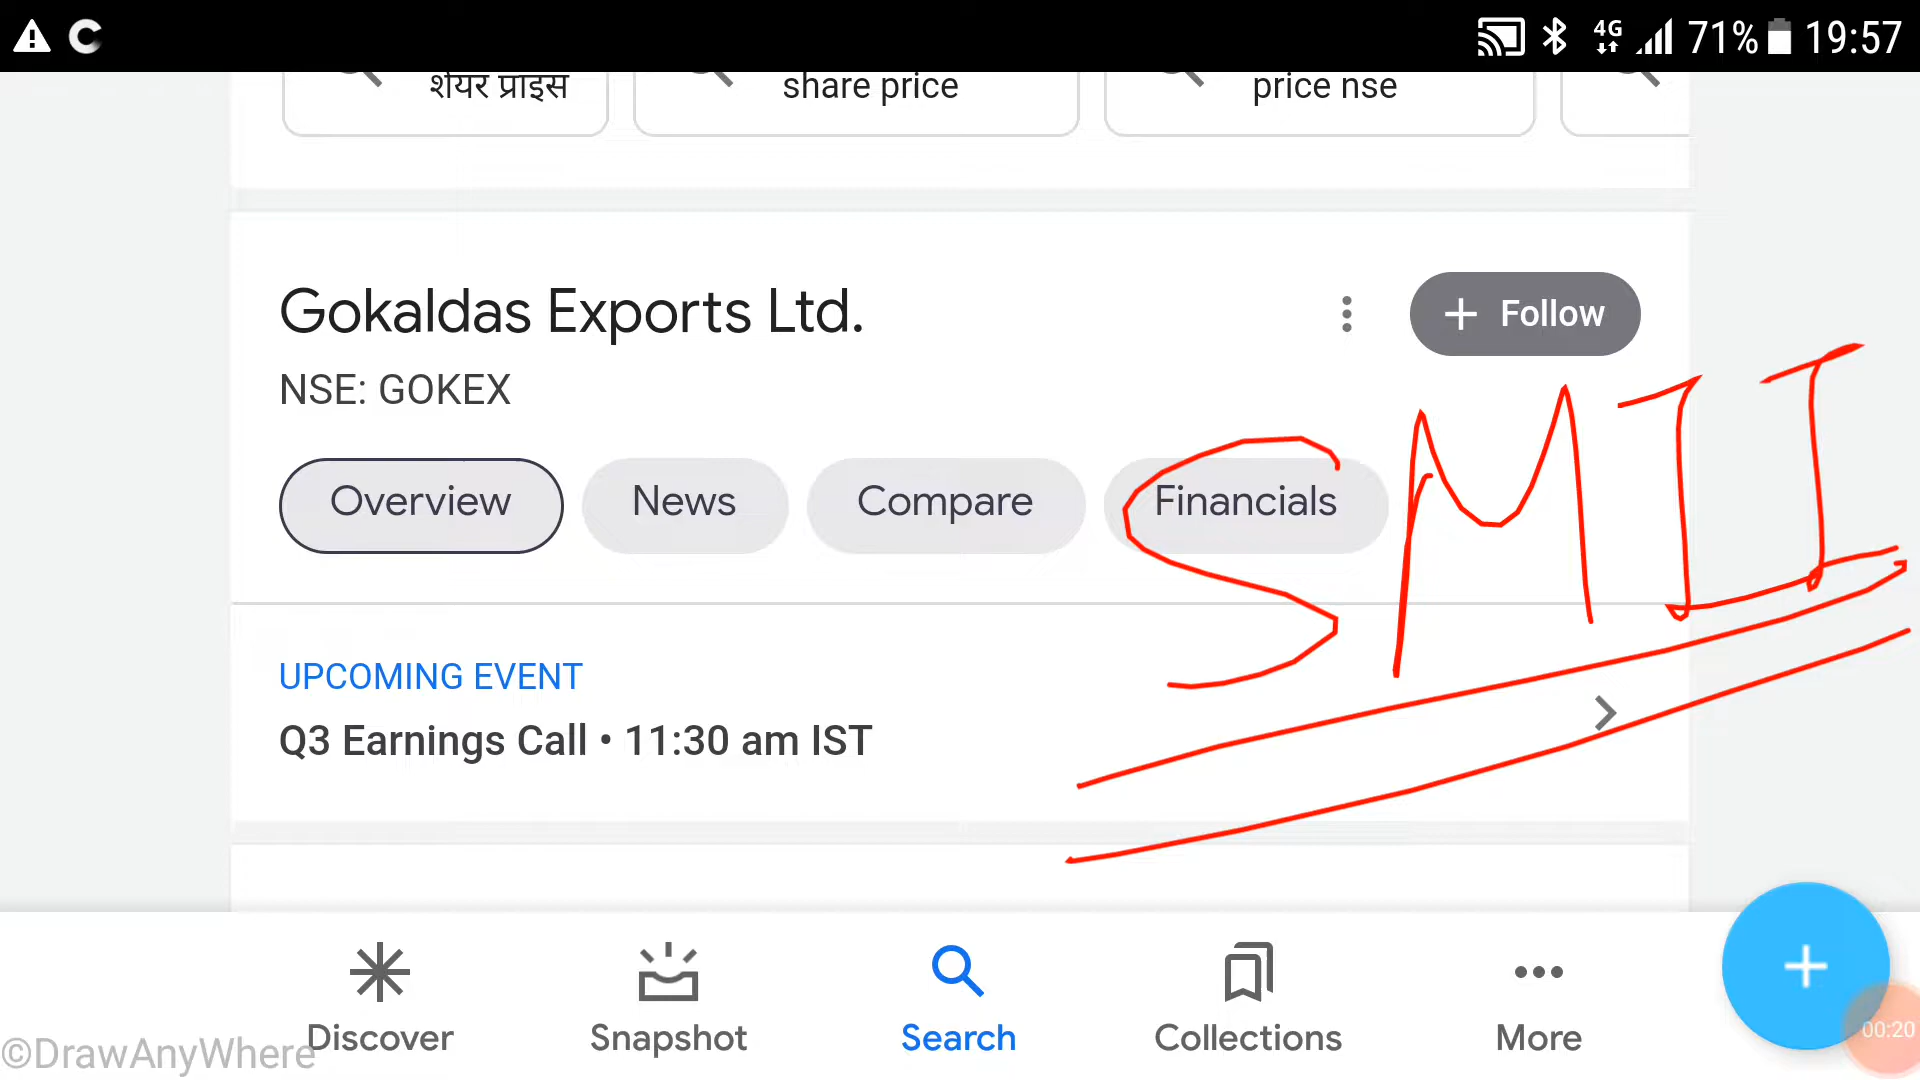 4G 71% 19:57
शेयर प्राइस share price price nse
Gokaldas Exports Ltd.
+ Follow
NSE: GOKEX
SMII
Overview News Compare Financials
UPCOMING EVENT
Q3 Earnings Call • 11:30 am IST
Discover Snapshot Search Collections More
00:20
©DrawAnyWhere